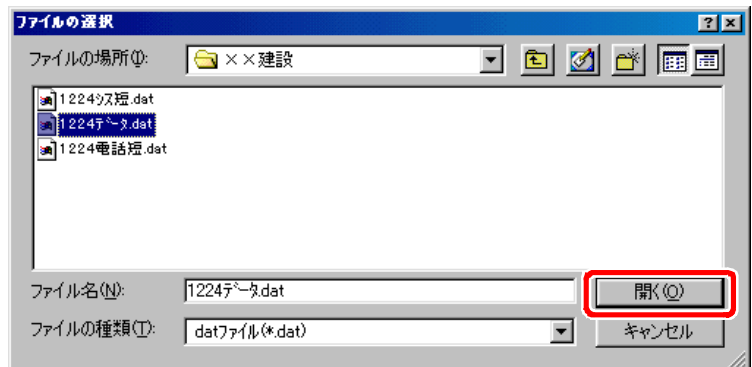 ファイルの選択
ファイルの場所(I):
××建設
1224ｼｽ短.dat
1224ﾃﾞｰﾀ.dat
1224電話短.dat
ファイル名(N):
1224ﾃﾞｰﾀ.dat
開く(O)
ファイルの種類(T):
datファイル(*.dat)
キャンセル